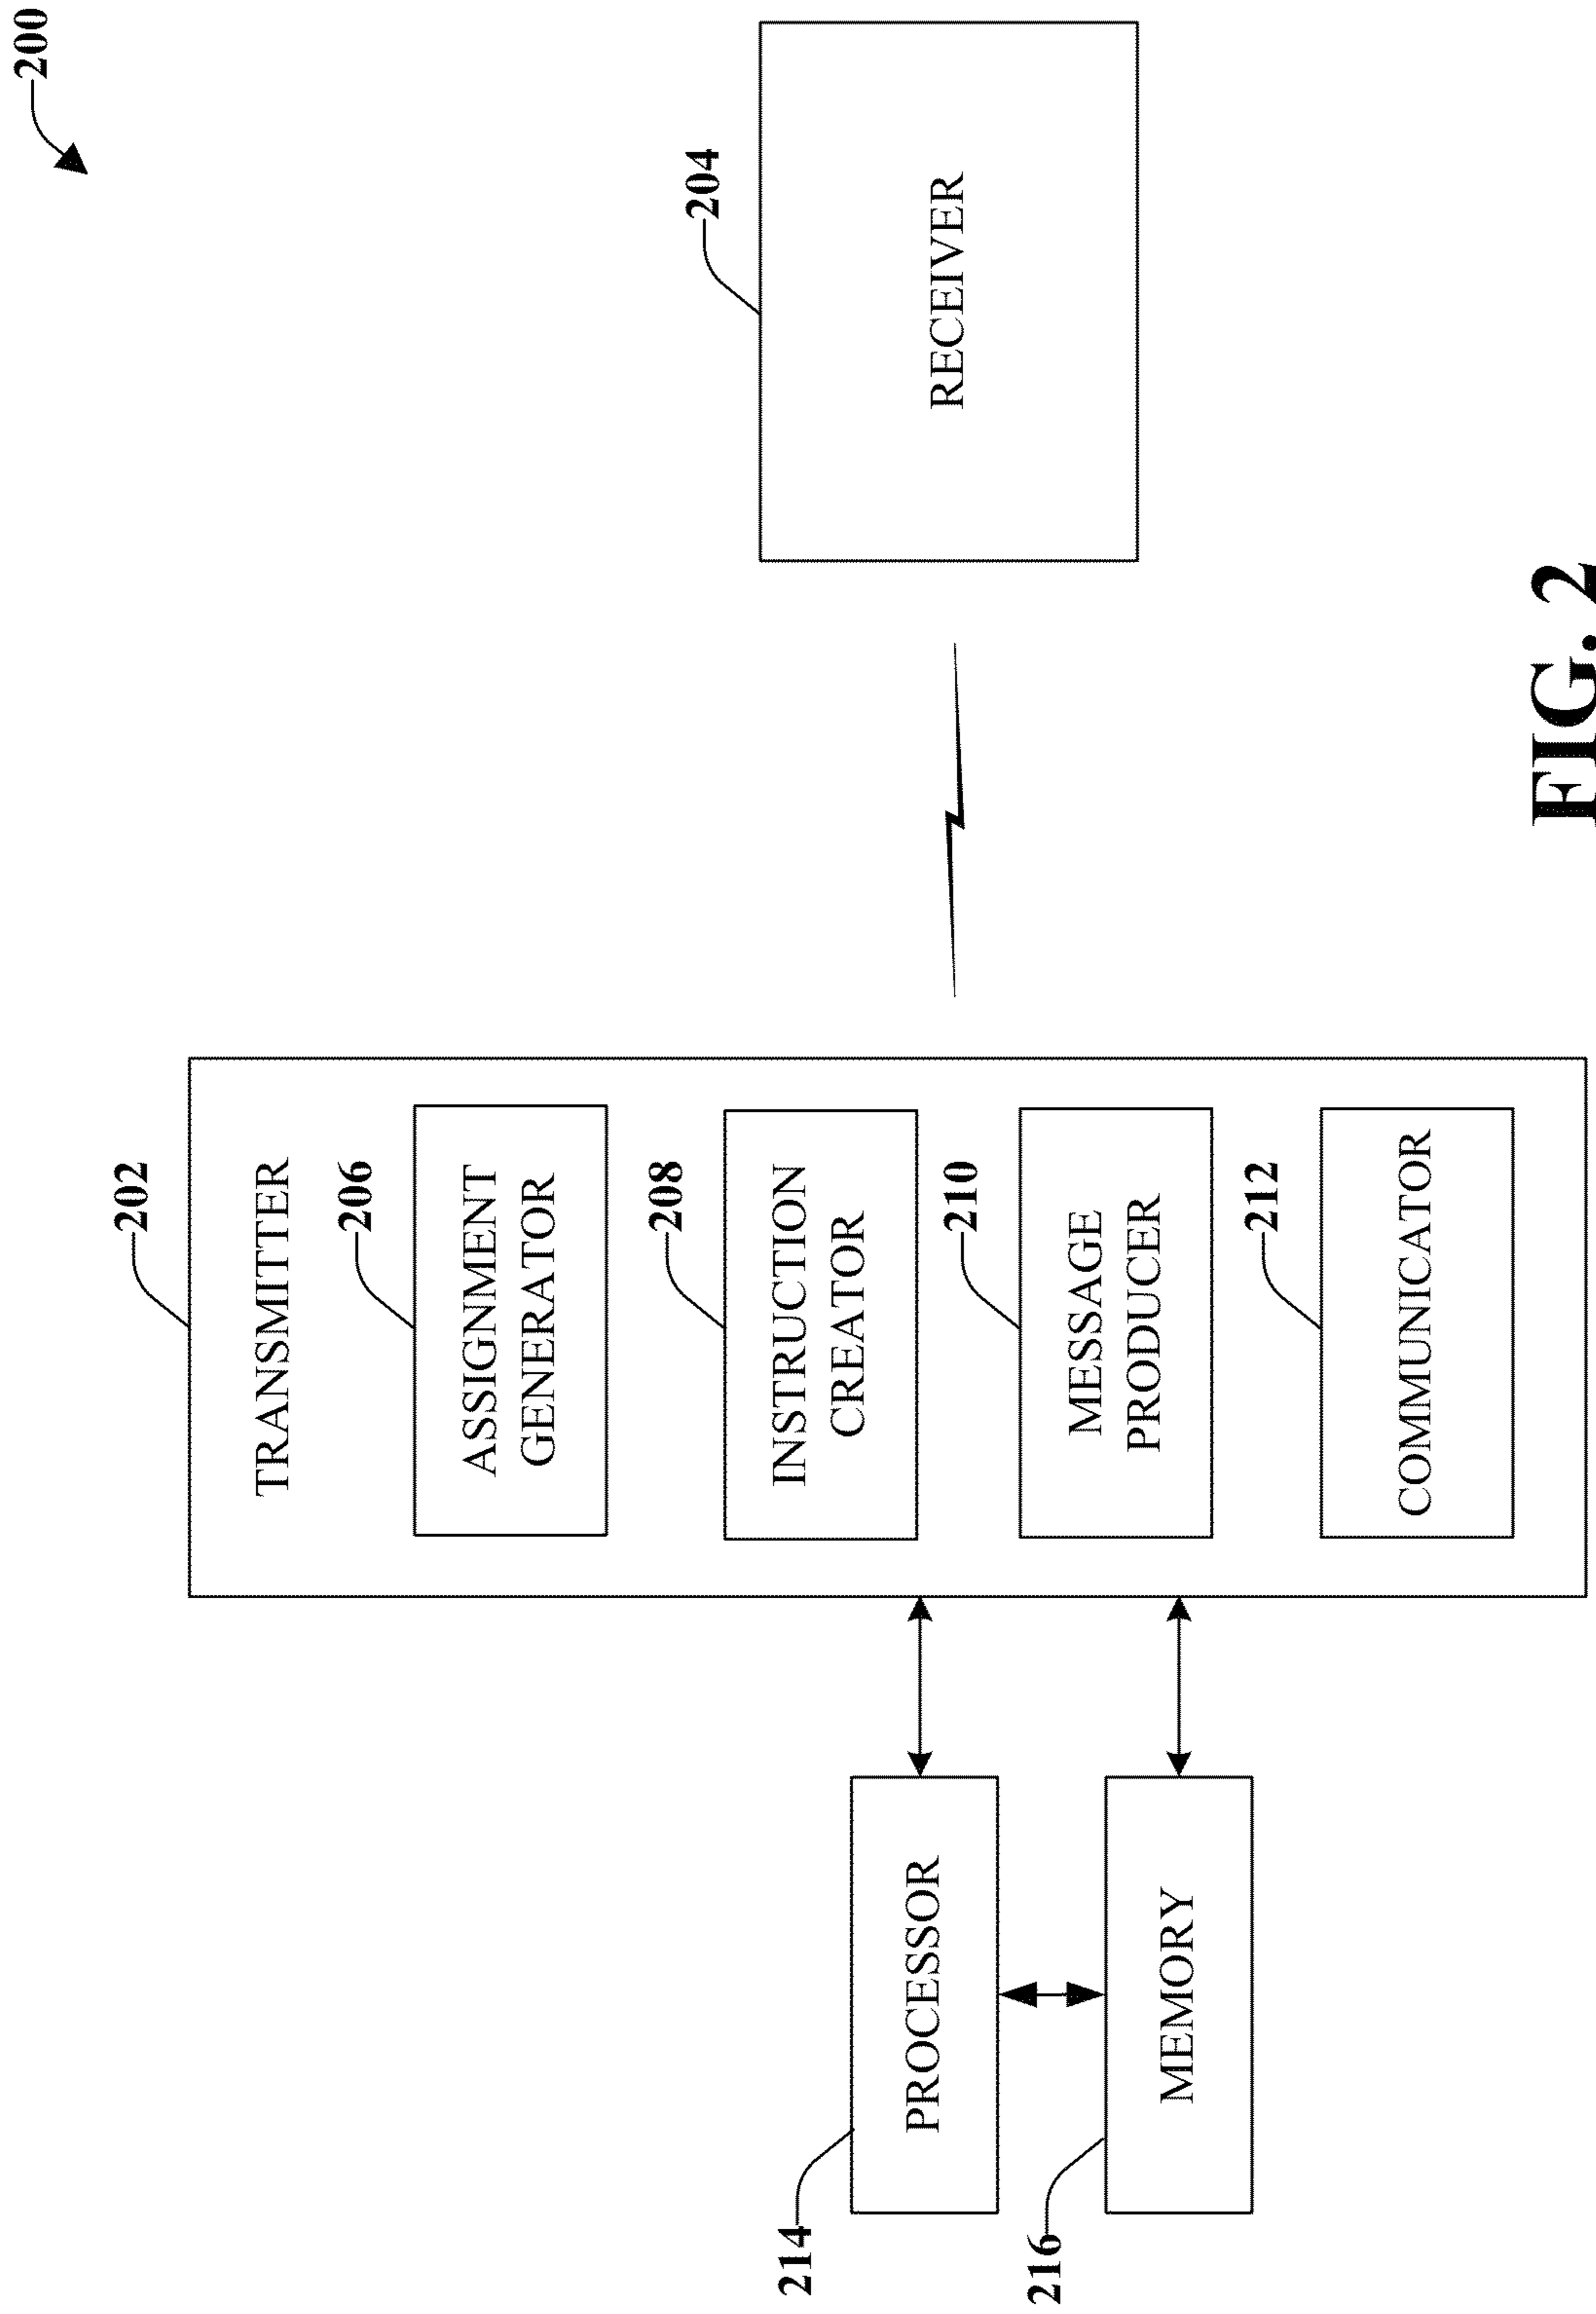 200
202
TRANSMITTER
206
ASSIGNMENT
GENERATOR
208
INSTRUCTION
CREATOR
210
MESSAGE
PRODUCER
212
COMMUNICATOR
204
RECEIVER
214
PROCESSOR
216
MEMORY
FIG. 2